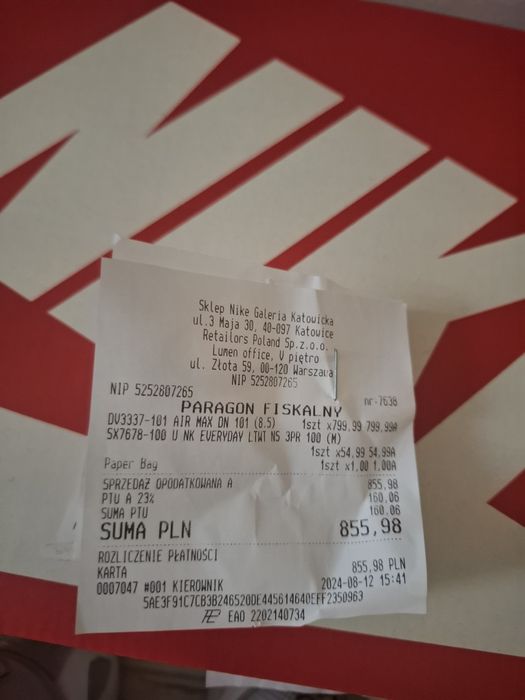 NIKE
Sklep Nike Galeria Katowicka
ul.3 Maja 30, 40-097 Katowice
Retailors Poland Sp.z.o.o.
Lumen office, V piętro
ul. Złota 59, 00-120 Warszawa
NIP 5252807265
NIP 5252807265 nr-7638
PARAGON FISKALNY
DV3337-101 AIR MAX DN 101 (8.5) 1szt x799,99 799,99A
SX7678-100 U NK EVERYDAY LTWT NS 3PR 100 (M)
1szt x54,99 54,99A
Paper Bag 1szt x1,00 1,00A
SPRZEDAŻ OPODATKOWANA A 855,98
PTU A 23% 160,06
SUMA PTU 160,06
SUMA PLN 855,98
ROZLICZENIE PŁATNOŚCI
KARTA 855,98 PLN
0007047 #001 KIEROWNIK 2024-08-12 15:41
5AE3F91C7CB3B246520DE445614640EFF2350963
EAO 2202140734